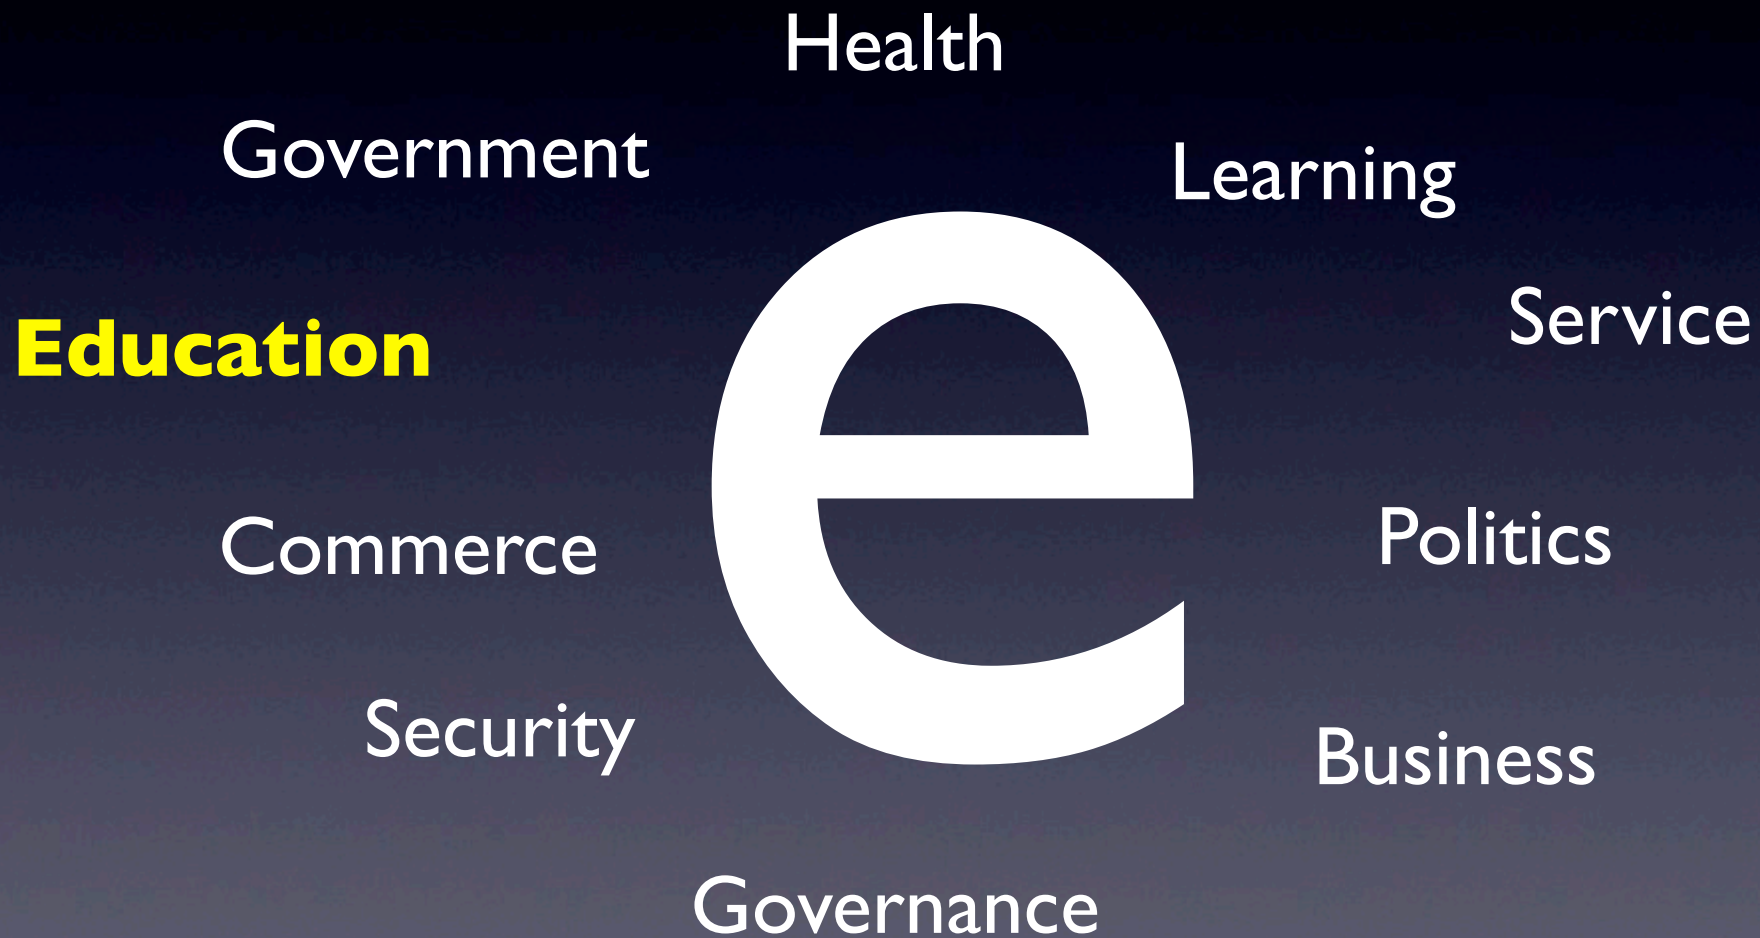 Health
Government
Learning
Service
Education
e
Commerce
Politics
Security
Business
Governance